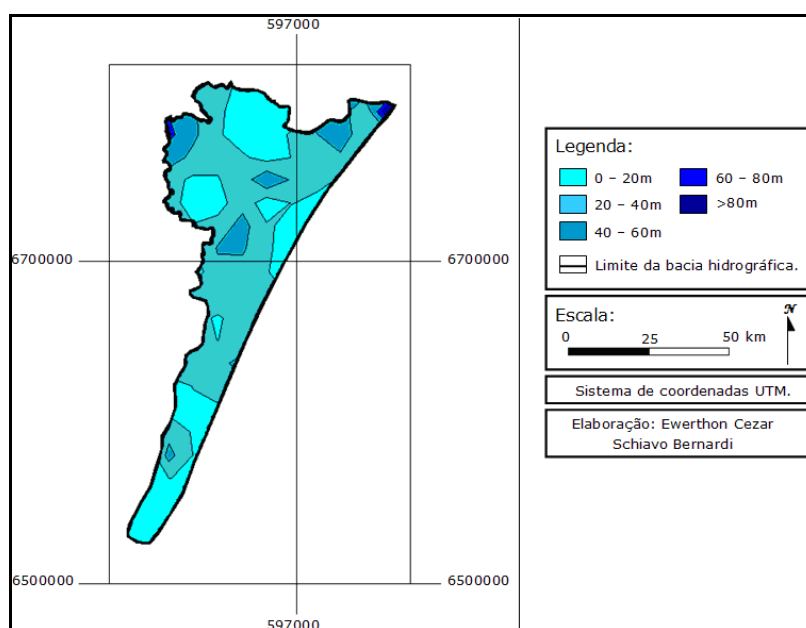 597000
Legenda:
0 – 20m
60 – 80m
20 – 40m
>80m
40 – 60m
6700000
6700000
Limite da bacia hidrográfica.
Escala:
N
0 25 50 km
Sistema de coordenadas UTM.
Elaboração: Ewerthon Cezar
Schiavo Bernardi
6500000
6500000
597000